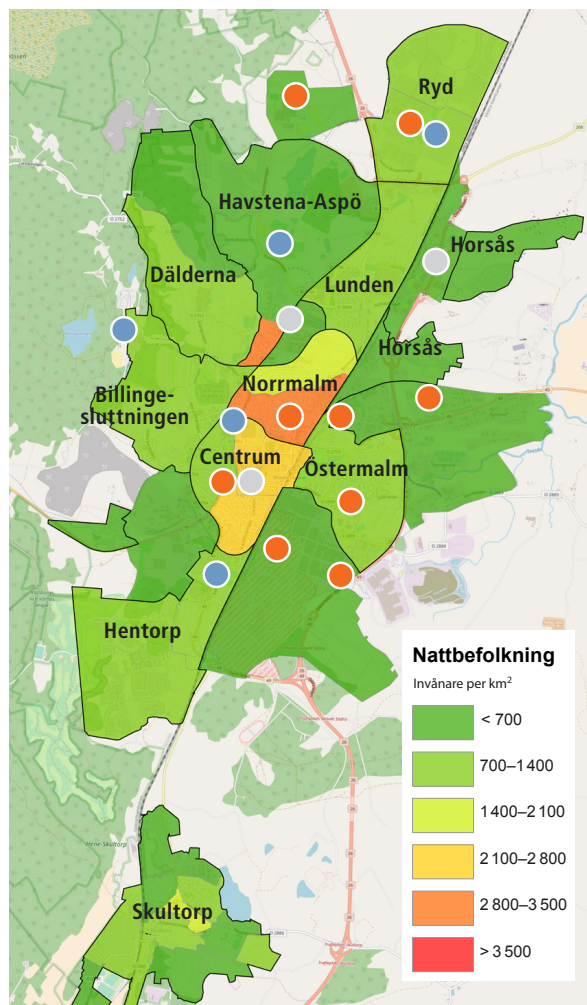 Ryd
Havstena-Aspö
Horsås
Dälderna
Lunden
Horsås
Norrmalm
Billinge-
sluttningen
Centrum
Östermalm
Hentorp
Skultorp
Nattbefolkning
Invånare per km²
< 700
700–1 400
1 400–2 100
2 100–2 800
2 800–3 500
> 3 500